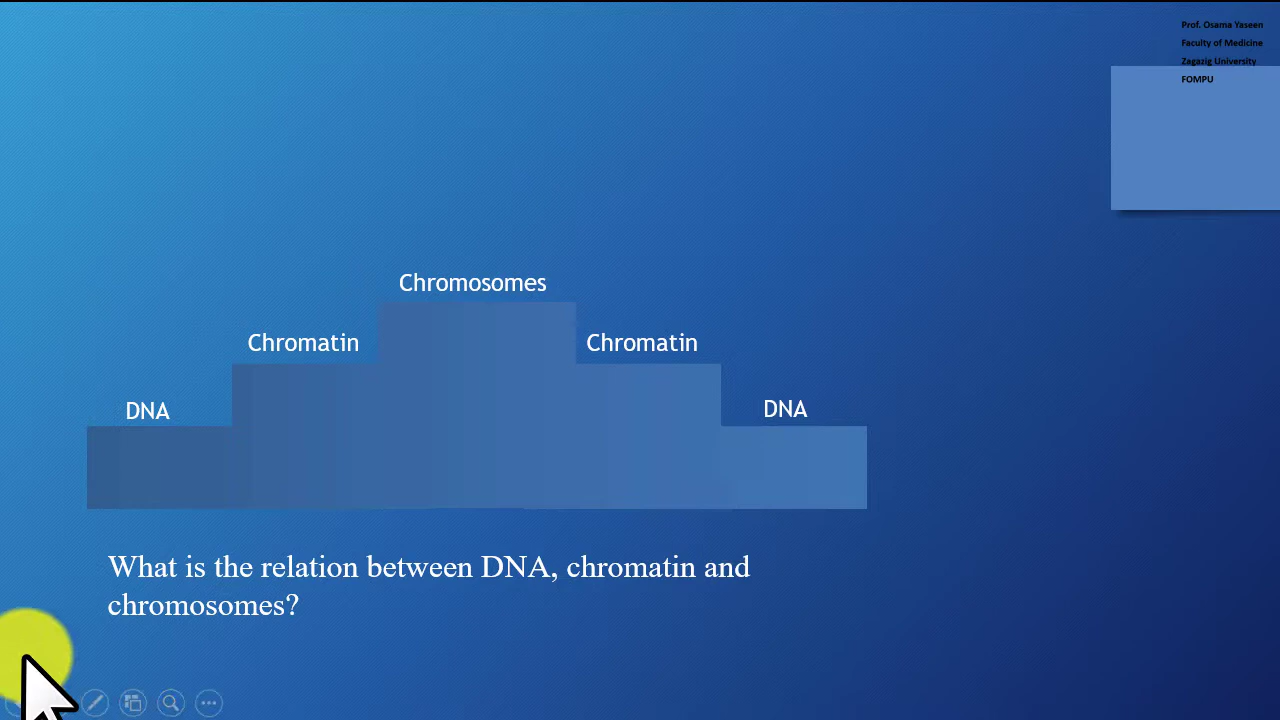 Prof. Osama Yaseen
Faculty of Medicine
Zagazig University
FOMPU
Chromosomes
Chromatin
Chromatin
DNA
DNA
What is the relation between DNA, chromatin and
chromosomes?